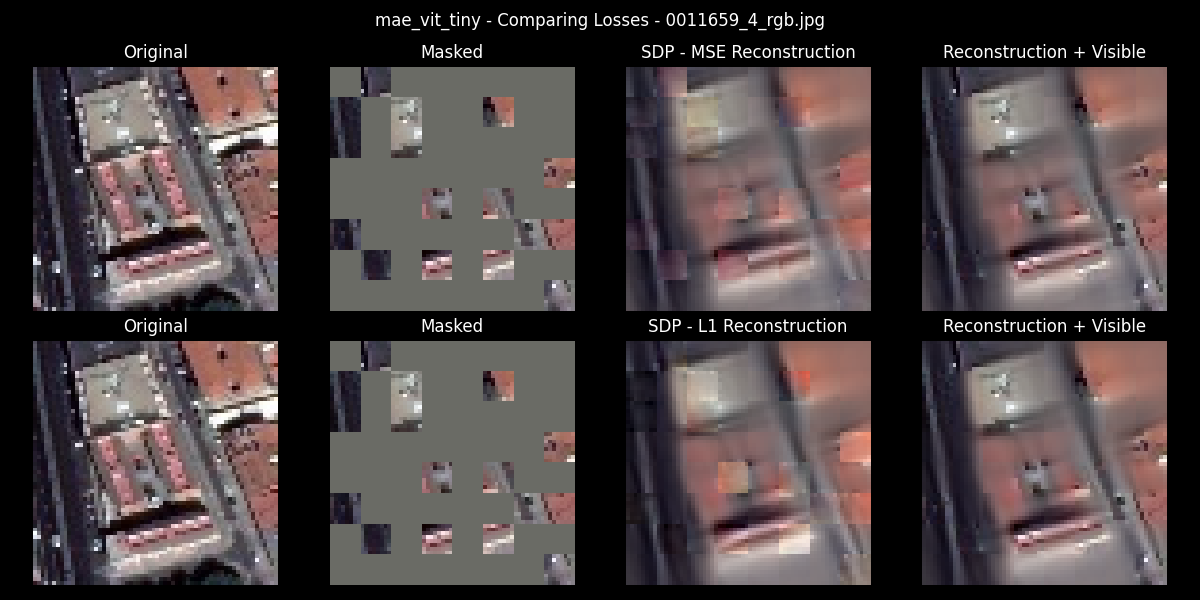 mae_vit_tiny - Comparing Losses - 0011659_4_rgb.jpg
Original
Masked
SDP - MSE Reconstruction
Reconstruction + Visible
Original
Masked
SDP - L1 Reconstruction
Reconstruction + Visible